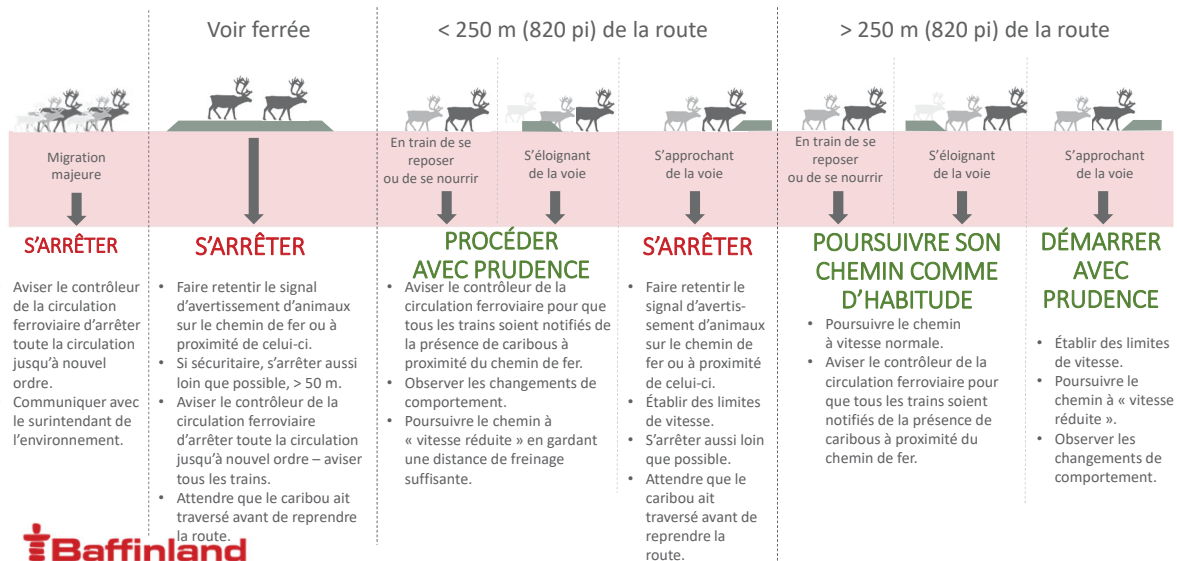 Voir ferrée
< 250 m (820 pi) de la route
> 250 m (820 pi) de la route
Migration
majeure
En train de se
reposer
ou de se nourrir
S'éloignant
de la voie
S'approchant
de la voie
En train de se
reposer
ou de se nourrir
S'éloignant
de la voie
S'approchant
de la voie
S'ARRÊTER
Aviser le contrôleur
de la circulation
ferroviaire d'arrêter
toute la circulation
jusqu'à nouvel
ordre.
Communiquer avec
le surintendant de
l'environnement.
S'ARRÊTER
• Faire retentir le signal
d'avertissement d'animaux
sur le chemin de fer ou à
proximité de celui-ci.
• Si sécuritaire, s'arrêter aussi
loin que possible, > 50 m.
• Aviser le contrôleur de la
circulation ferroviaire
d'arrêter toute la circulation
jusqu'à nouvel ordre – aviser
tous les trains.
• Attendre que le caribou ait
traversé avant de reprendre
la route.
PROCÉDER
AVEC PRUDENCE
• Aviser le contrôleur de la
circulation ferroviaire pour que
tous les trains soient notifiés de
la présence de caribous à
proximité du chemin de fer.
• Observer les changements de
comportement.
• Poursuivre le chemin à
« vitesse réduite » en gardant
une distance de freinage
suffisante.
S'ARRÊTER
• Faire retentir le
signal d'avertis-
sement d'animaux
sur le chemin de
fer ou à proximité
de celui-ci.
• Établir des limites
de vitesse.
• S'arrêter aussi loin
que possible.
• Attendre que le
caribou ait
traversé avant de
reprendre la
route.
POURSUIVRE SON
CHEMIN COMME
D'HABITUDE
• Poursuivre le chemin
à vitesse normale.
• Aviser le contrôleur de la
circulation ferroviaire pour
que tous les trains soient
notifiés de la présence de
caribous à proximité du
chemin de fer.
DÉMARRER
AVEC
PRUDENCE
• Établir des limites
de vitesse.
• Poursuivre le
chemin à « vitesse
réduite ».
• Observer les
changements de
comportement.
Baffinland